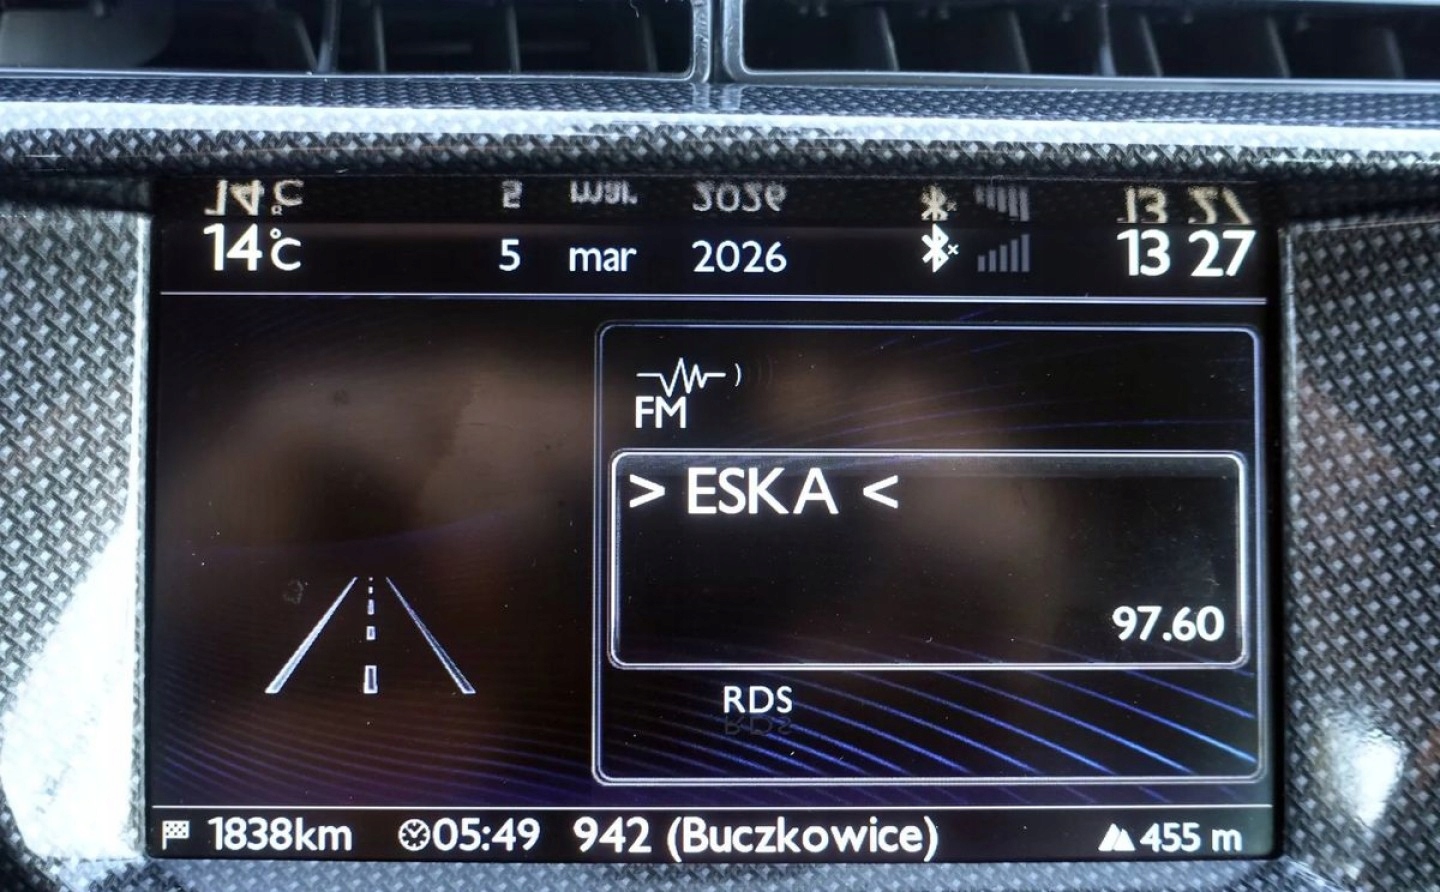 14°C 5 mar 2026 13 27
FM
> ESKA <
97.60
RDS
1838km 05:49 942 (Buczkowice) 455 m